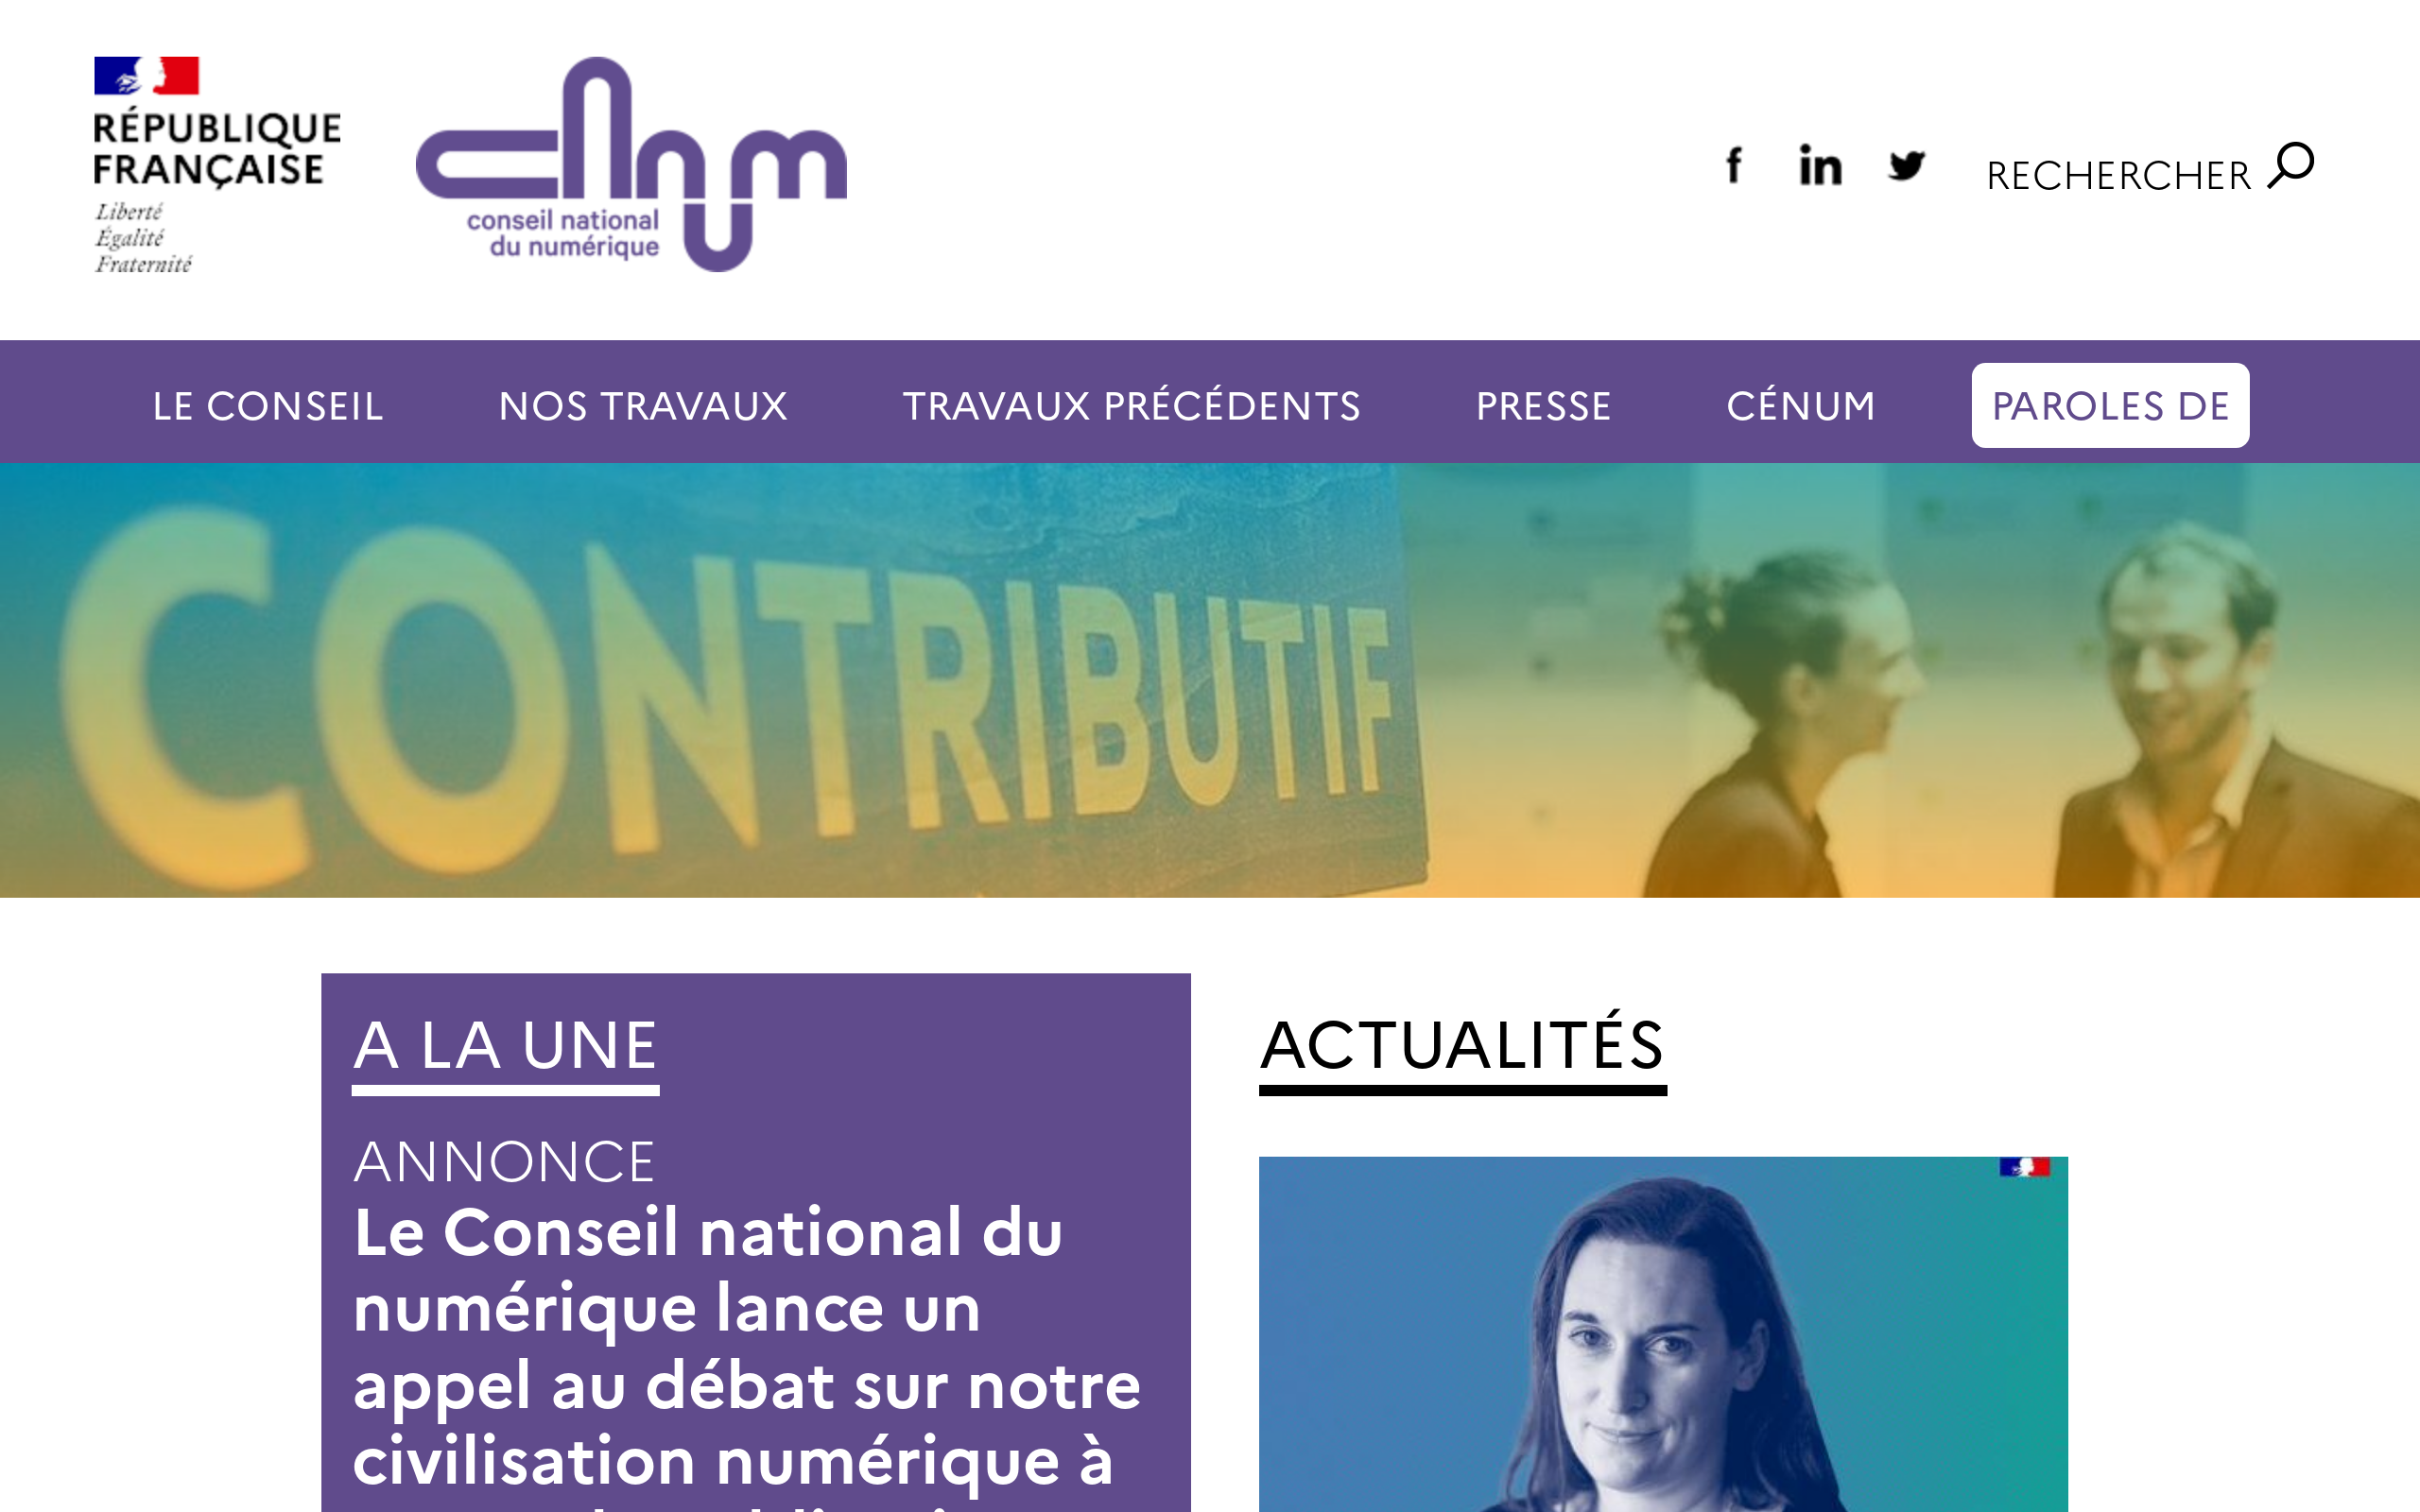 RÉPUBLIQUE
FRANÇAISE
Liberté
Égalité
Fraternité
cnnum
conseil national
du numérique
RECHERCHER
LE CONSEIL
NOS TRAVAUX
TRAVAUX PRÉCÉDENTS
PRESSE
CÉNUM
PAROLES DE
CONTRIBUTIF
A LA UNE
ANNONCE
Le Conseil national du
numérique lance un
appel au débat sur notre
civilisation numérique à
ACTUALITÉS